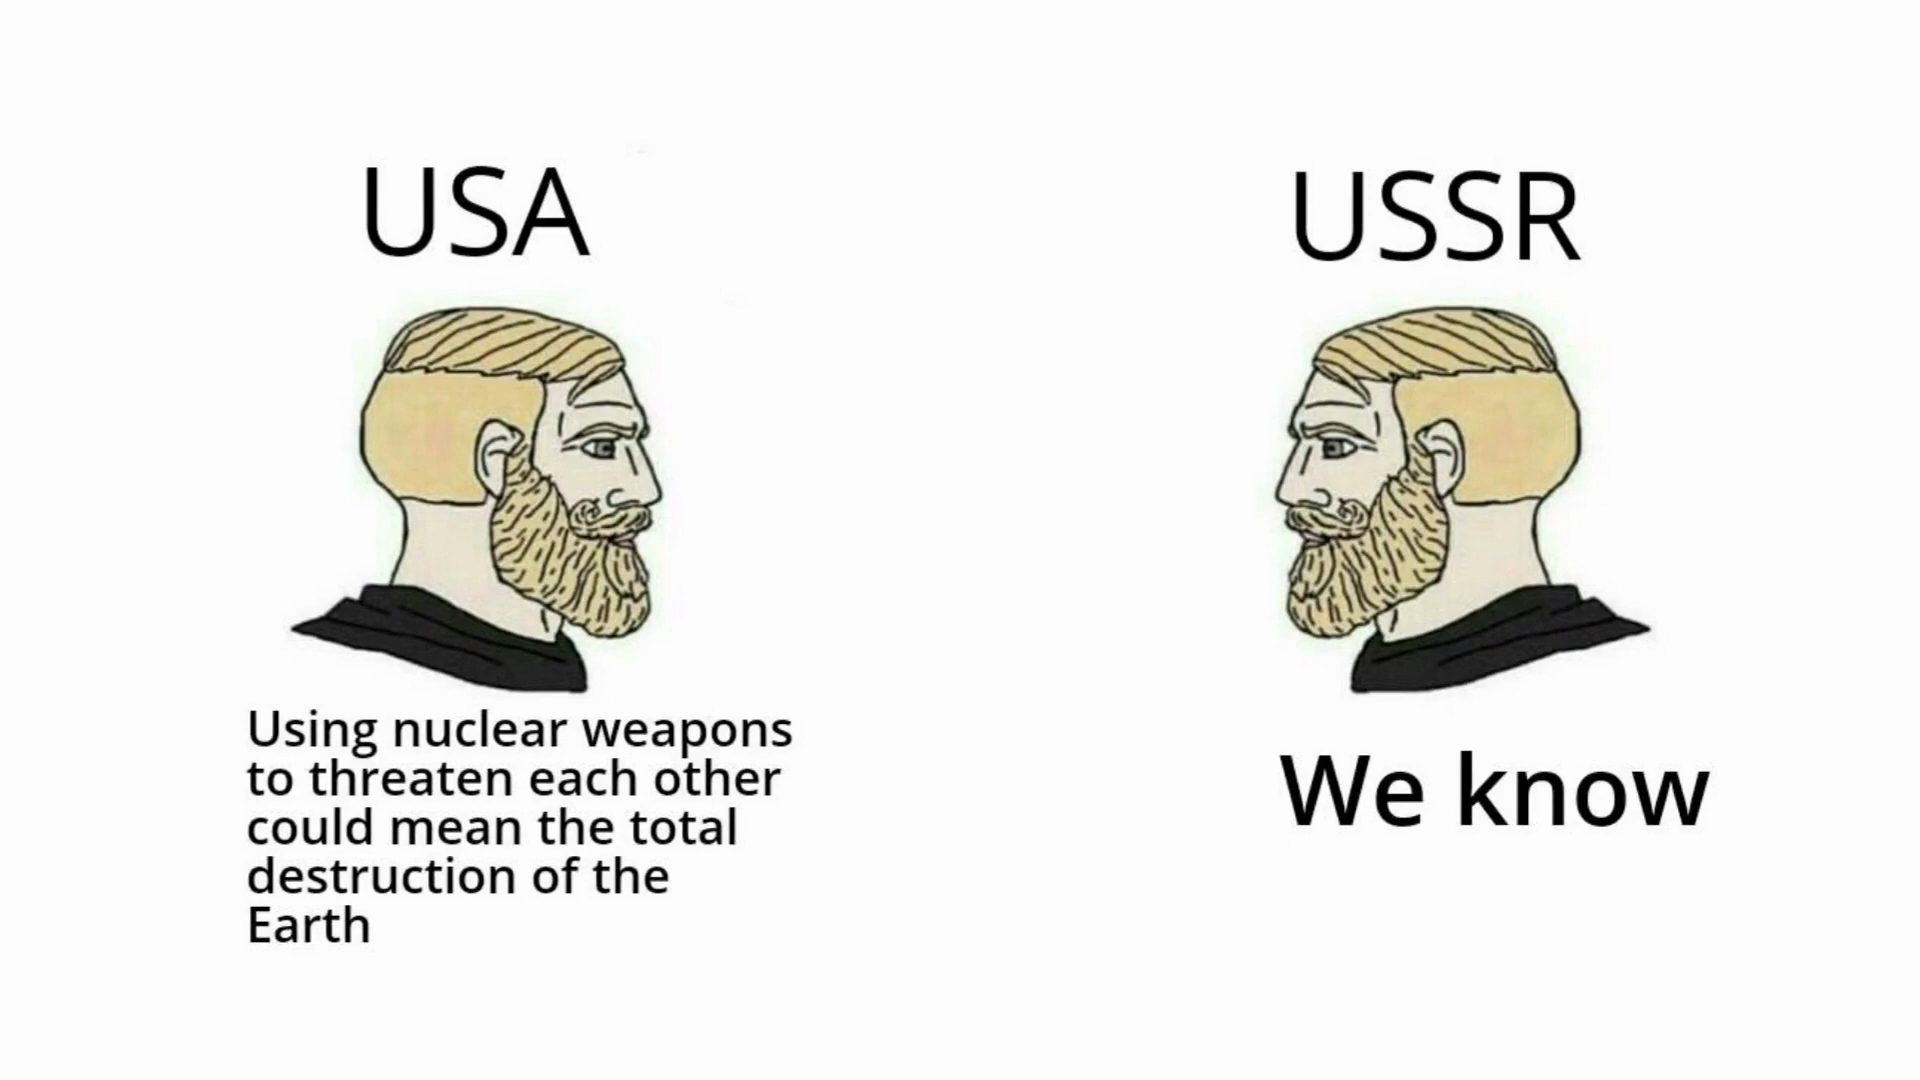 USA
USSR
Using nuclear weapons
to threaten each other
could mean the total
destruction of the
Earth
We know